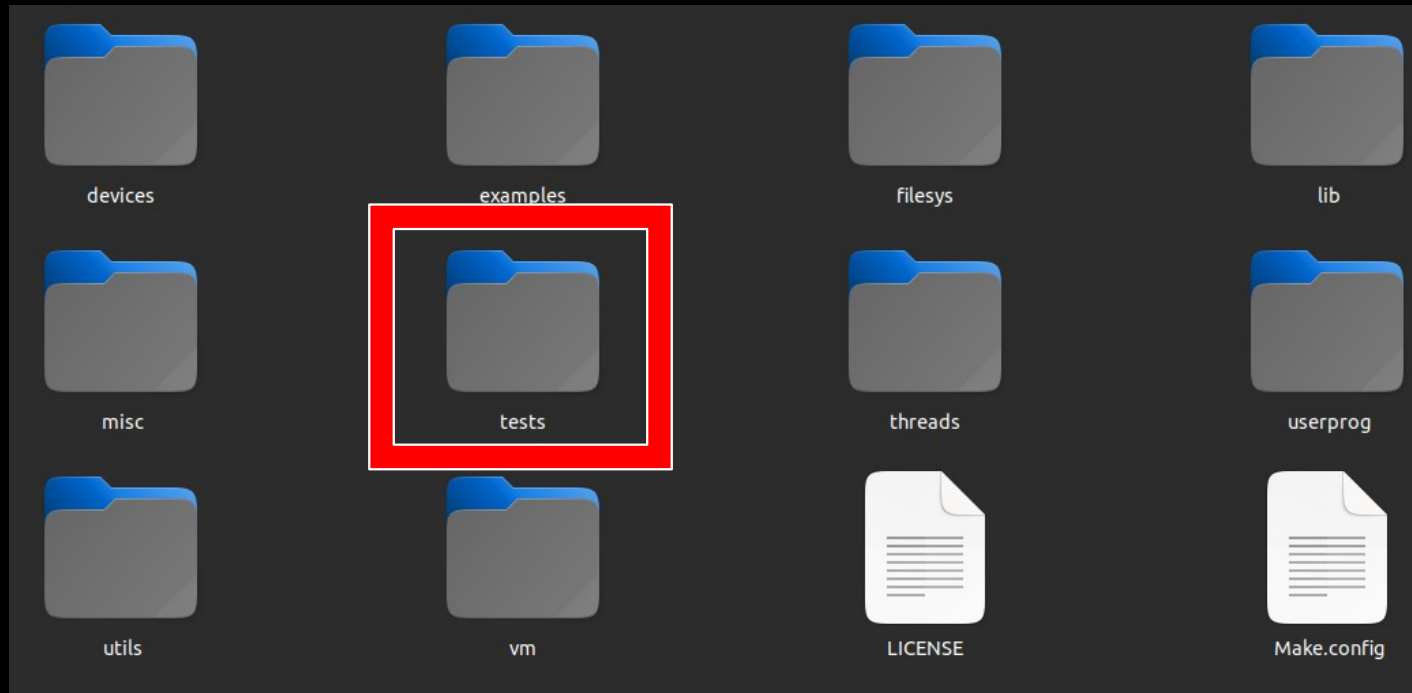 devices examples filesys lib
misc tests threads userprog
utils vm LICENSE Make.config